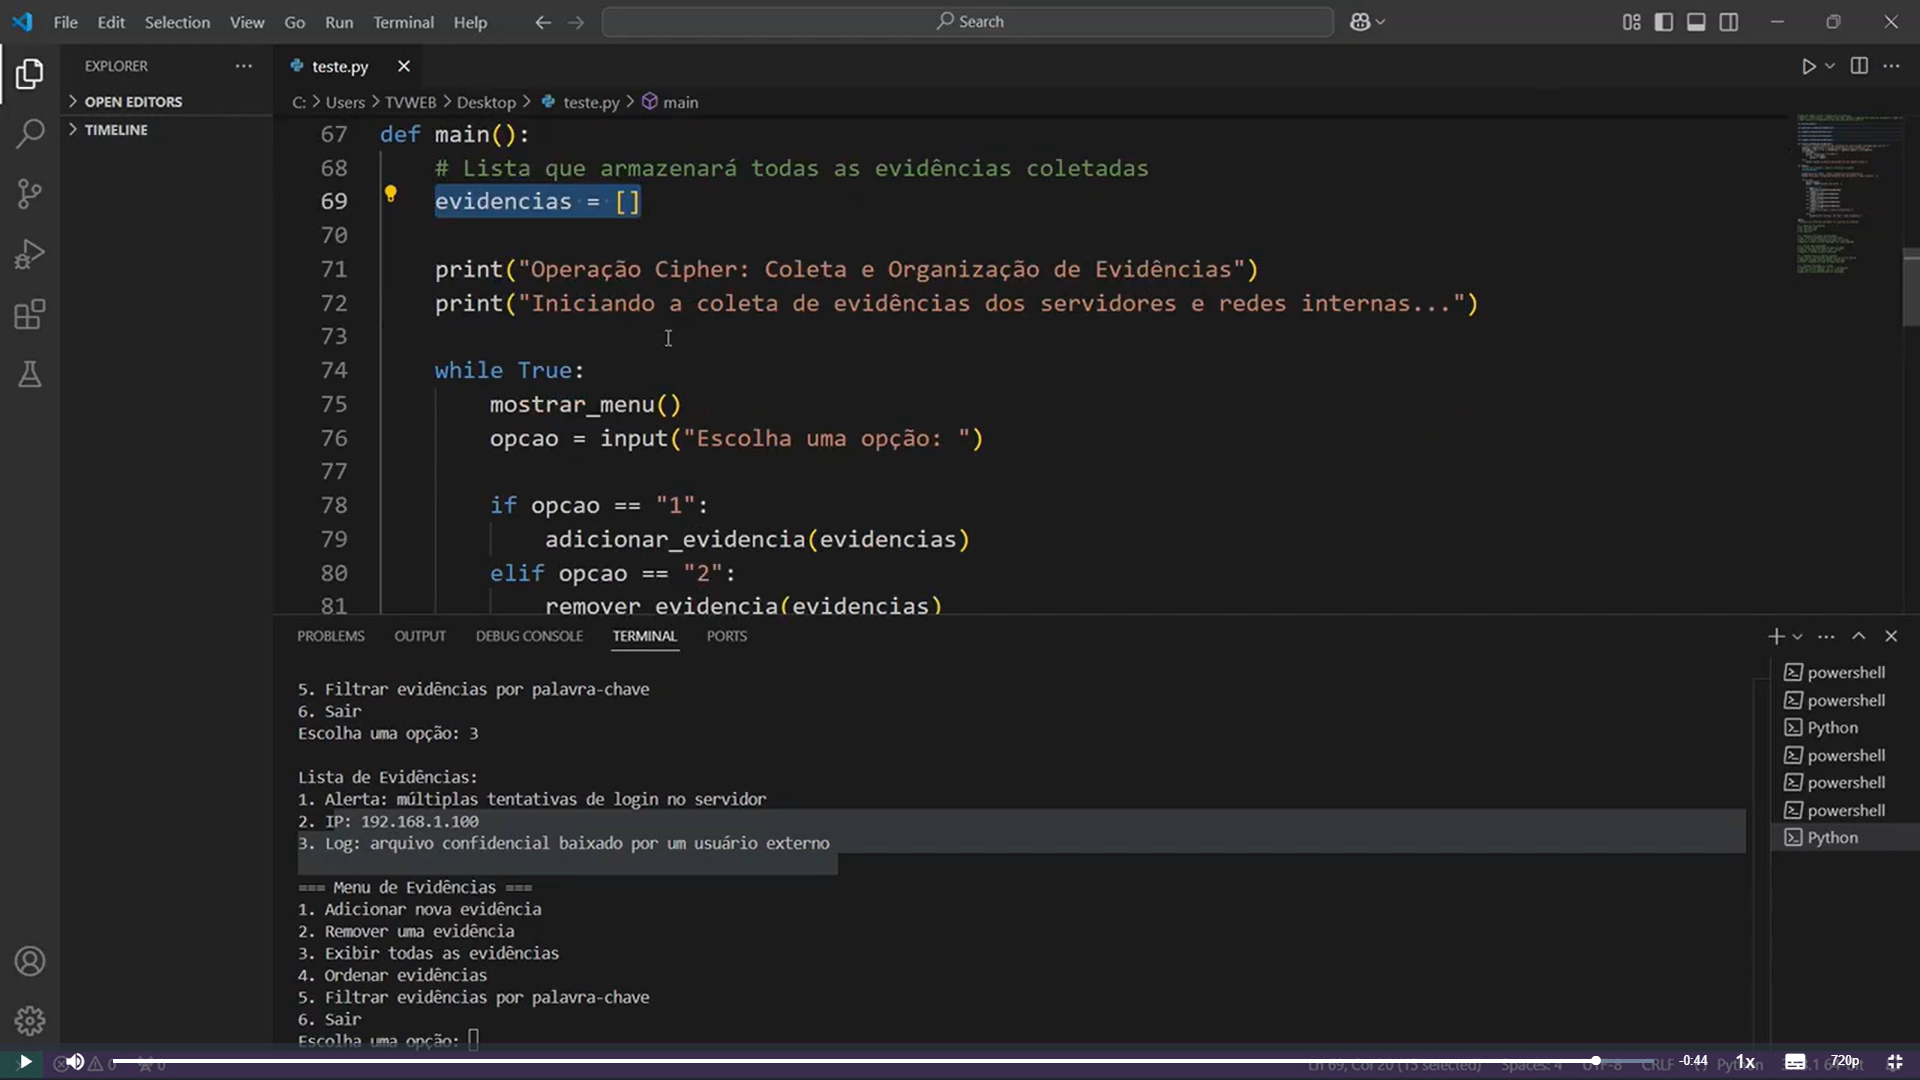 File Edit Selection View Go Run Terminal Help
Search
EXPLORER
OPEN EDITORS
TIMELINE
teste.py
C: > Users > TVWEB > Desktop > teste.py > main
67 def main():
68 # Lista que armazenará todas as evidências coletadas
69 evidencias = []
70
71 print("Operação Cipher: Coleta e Organização de Evidências")
72 print("Iniciando a coleta de evidências dos servidores e redes internas...")
73
74 while True:
75 mostrar_menu()
76 opcao = input("Escolha uma opção: ")
77
78 if opcao == "1":
79 adicionar_evidencia(evidencias)
80 elif opcao == "2":
81 remover_evidencia(evidencias)
PROBLEMS OUTPUT DEBUG CONSOLE TERMINAL PORTS
5. Filtrar evidências por palavra-chave
6. Sair
Escolha uma opção: 3
Lista de Evidências:
1. Alerta: múltiplas tentativas de login no servidor
2. IP: 192.168.1.100
3. Log: arquivo confidencial baixado por um usuário externo
=== Menu de Evidências ===
1. Adicionar nova evidência
2. Remover uma evidência
3. Exibir todas as evidências
4. Ordenar evidências
5. Filtrar evidências por palavra-chave
6. Sair
Escolha uma opção:
powershell
powershell
Python
powershell
powershell
powershell
Python
0 0
Ln 69, Col 20 (15 selected) Spaces: 4 UTF-8 CRLF Python
-0:44 1x 720p